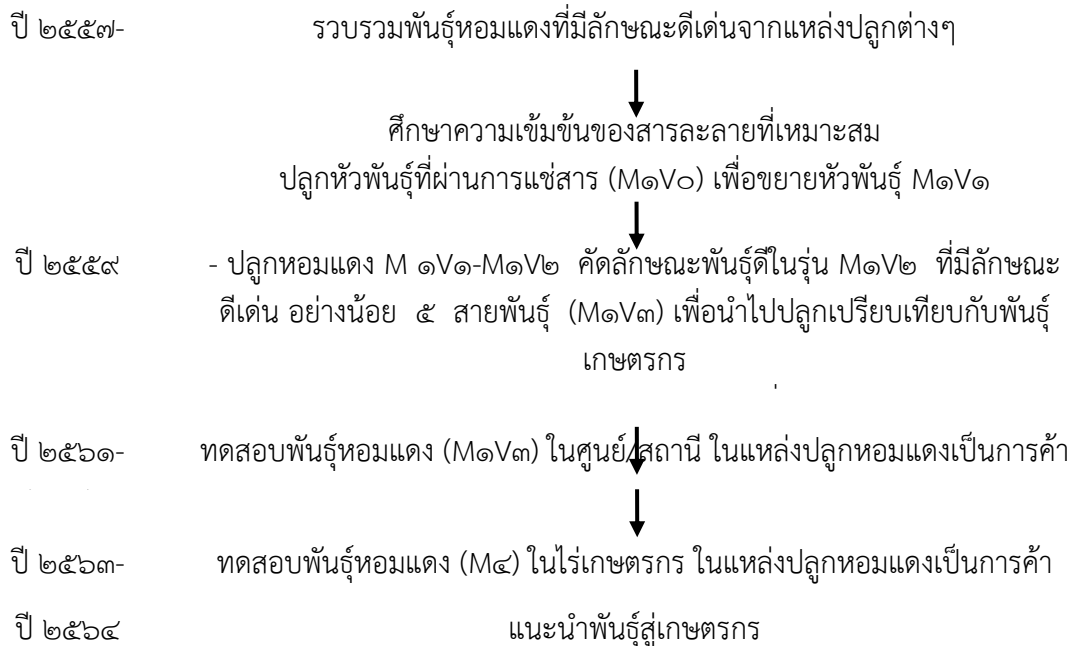 ปี ๒๕๕๗- รวบรวมพันธุ์หอมแดงที่มีลักษณะดีเด่นจากแหล่งปลูกต่างๆ
ศึกษาความเข้มข้นของสารละลายที่เหมาะสม
ปลูกหัวพันธุ์ที่ผ่านการแช่สาร (M๑V๐) เพื่อขยายหัวพันธุ์ M๑V๑
ปี ๒๕๕๙ - ปลูกหอมแดง M ๑V๑-M๑V๒ คัดลักษณะพันธุ์ดีในรุ่น M๑V๒ ที่มีลักษณะ
ดีเด่น อย่างน้อย ๕ สายพันธุ์ (M๑V๓) เพื่อนำไปปลูกเปรียบเทียบกับพันธุ์
เกษตรกร
ปี ๒๕๖๑- ทดสอบพันธุ์หอมแดง (M๑V๓) ในศูนย์/สถานี ในแหล่งปลูกหอมแดงเป็นการค้า
ปี ๒๕๖๓- ทดสอบพันธุ์หอมแดง (M๔) ในไร่เกษตรกร ในแหล่งปลูกหอมแดงเป็นการค้า
ปี ๒๕๖๔ แนะนำพันธุ์สู่เกษตรกร